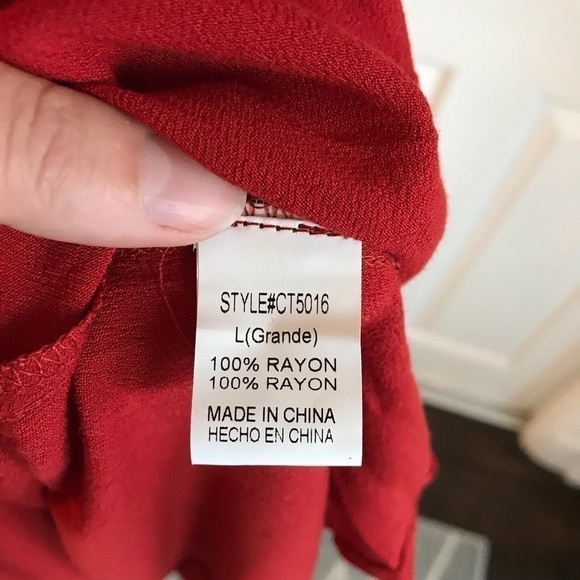 STYLE#CT5016
L(Grande)
100% RAYON
100% RAYON
MADE IN CHINA
HECHO EN CHINA